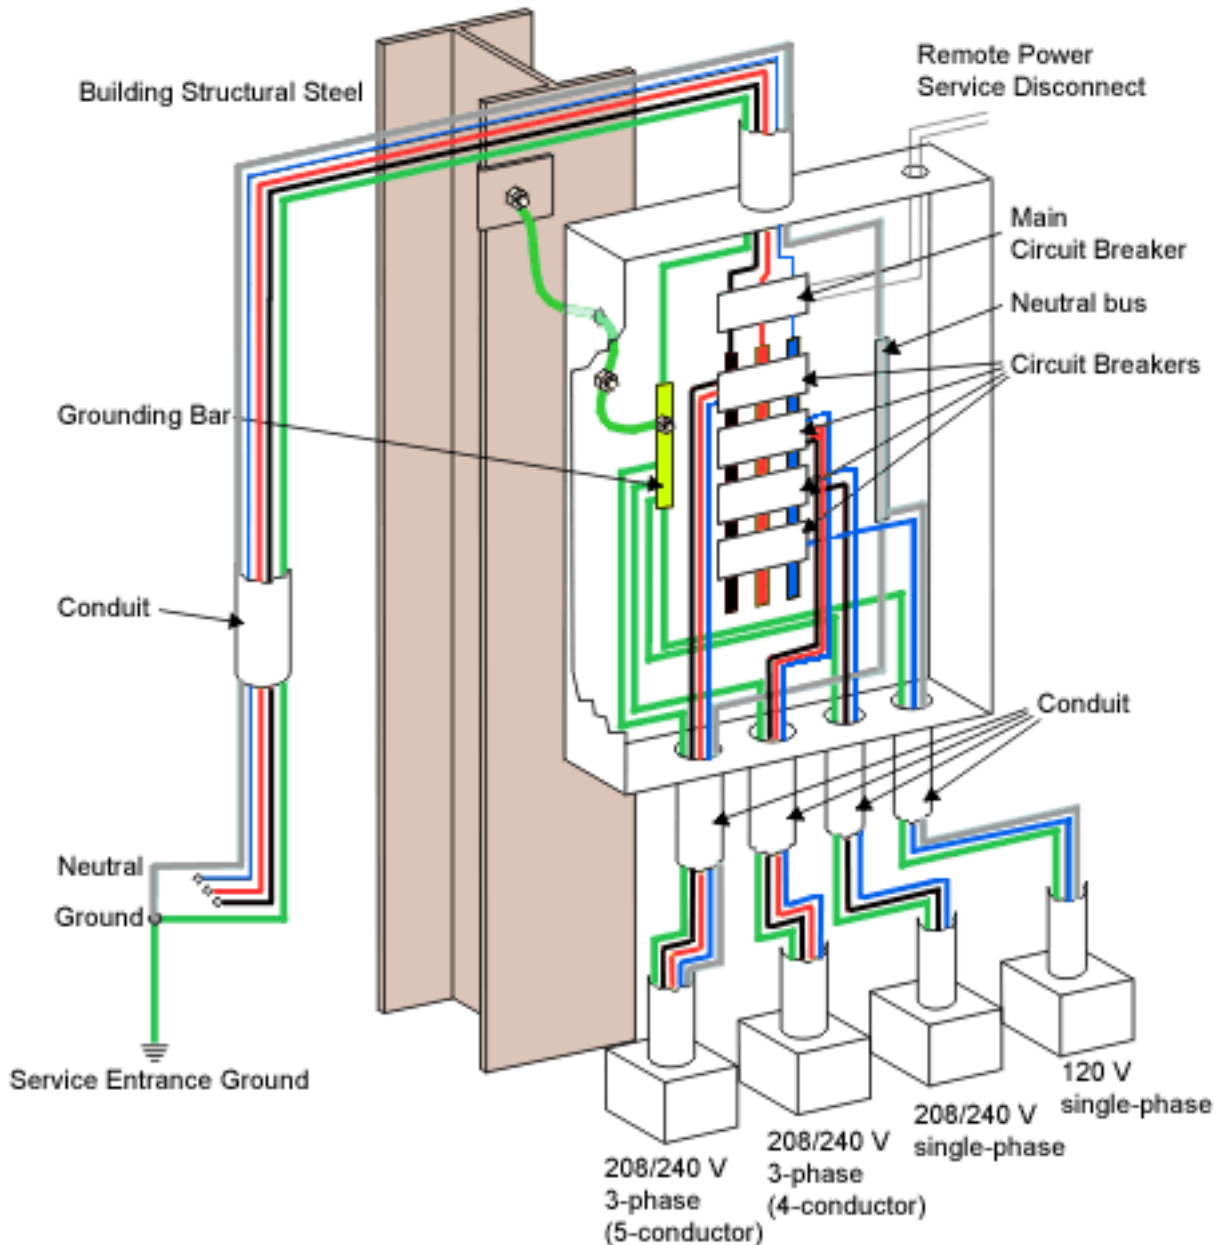 Remote Power
Service Disconnect
Building Structural Steel
Main
Circuit Breaker
Neutral bus
Circuit Breakers
Grounding Bar
Conduit
Conduit
Neutral
Ground
Service Entrance Ground
120 V
single-phase
208/240 V
single-phase
208/240 V
3-phase
(4-conductor)
208/240 V
3-phase
(5-conductor)